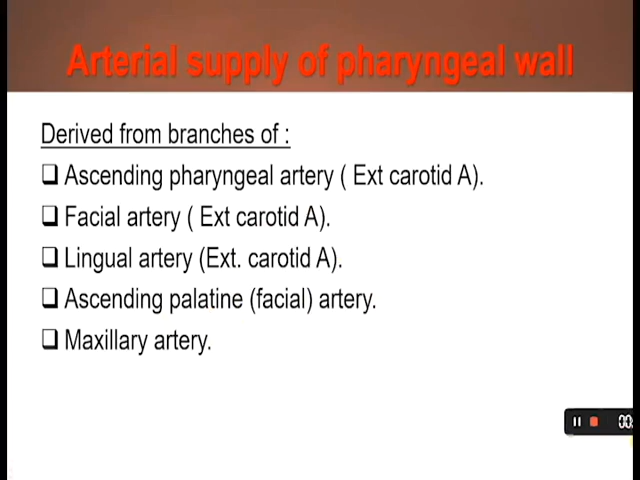 Arterial supply of pharyngeal wall
Derived from branches of :
Ascending pharyngeal artery ( Ext carotid A).
Facial artery ( Ext carotid A).
Lingual artery (Ext. carotid A).
Ascending palatine (facial) artery.
Maxillary artery.
00: